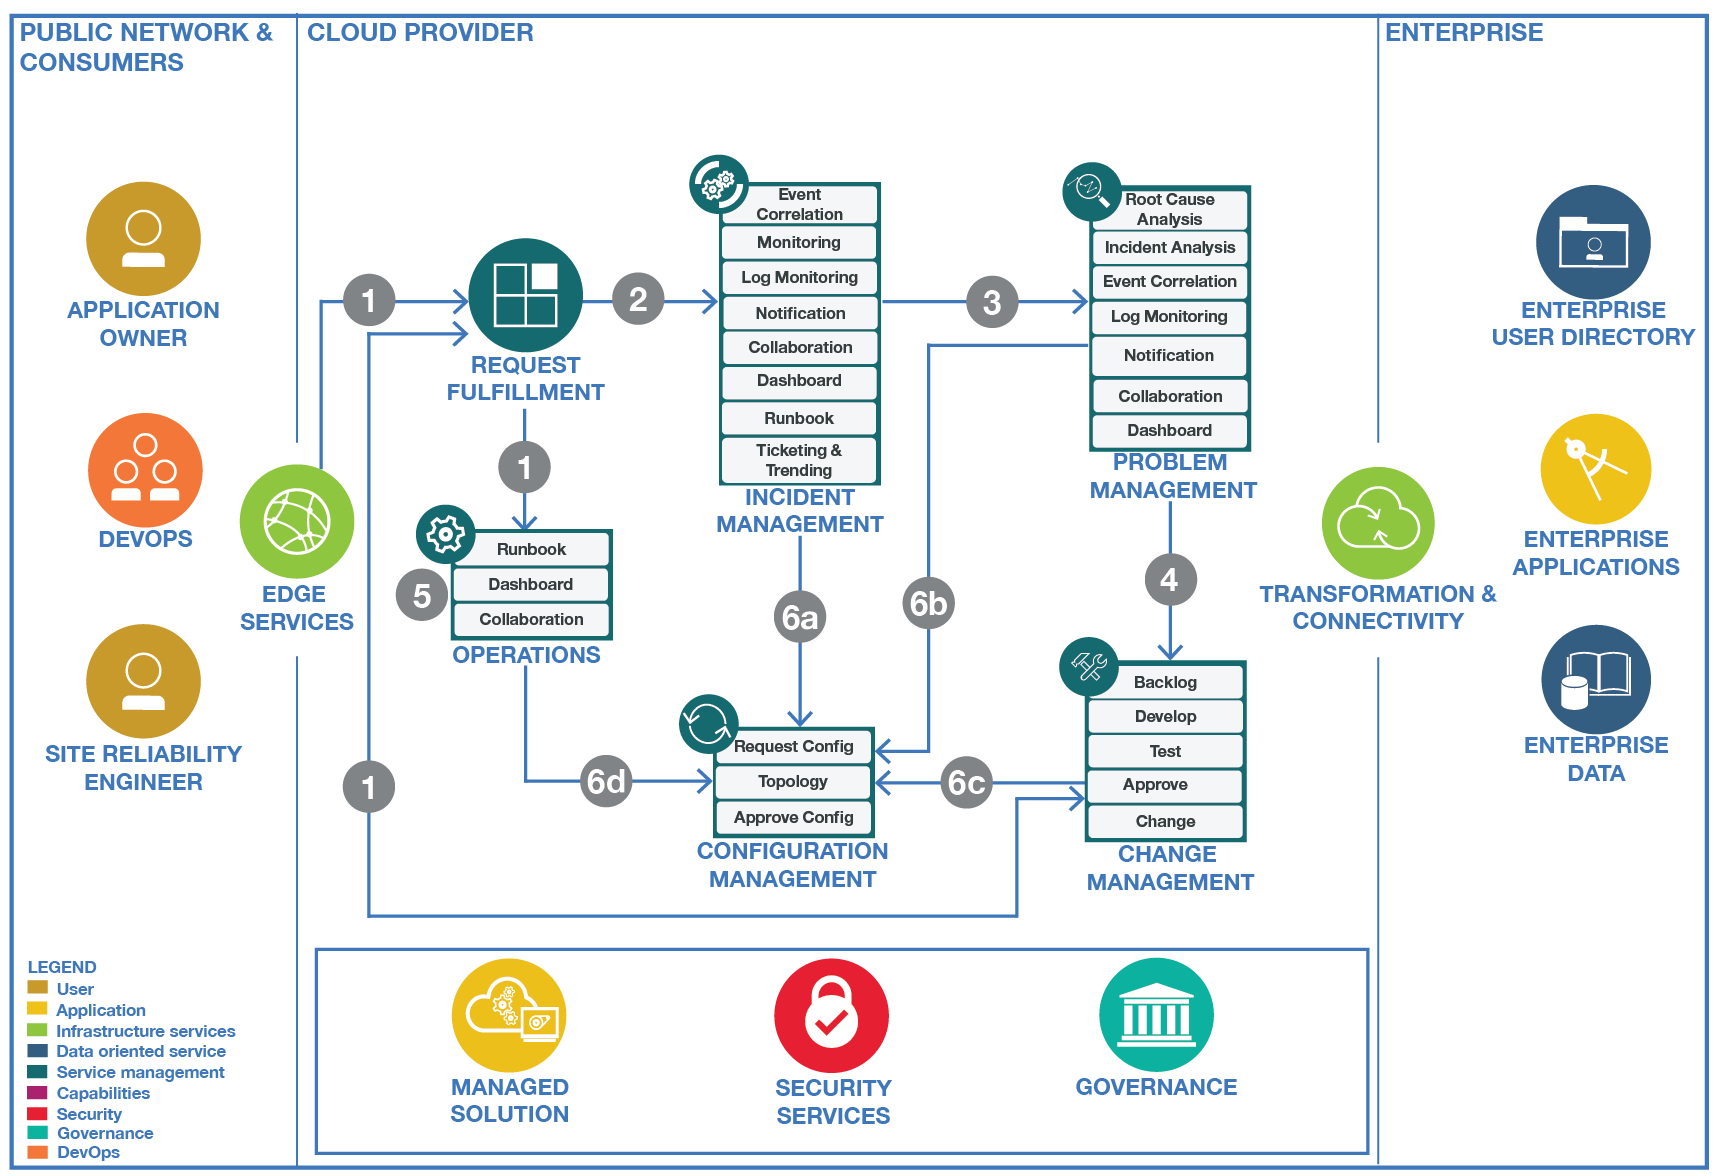 PUBLIC NETWORK &
CONSUMERS
CLOUD PROVIDER
ENTERPRISE
APPLICATION
OWNER
DEVOPS
SITE RELIABILITY
ENGINEER
EDGE
SERVICES
1
REQUEST
FULFILLMENT
2
Event
Correlation
Monitoring
Log Monitoring
Notification
Collaboration
Dashboard
Runbook
Ticketing &
Trending
INCIDENT
MANAGEMENT
3
Root Cause
Analysis
Incident Analysis
Event Correlation
Log Monitoring
Notification
Collaboration
Dashboard
PROBLEM
MANAGEMENT
1
5
Runbook
Dashboard
Collaboration
OPERATIONS
6a
6b
4
1
6d
Request Config
Topology
Approve Config
CONFIGURATION
MANAGEMENT
6c
Backlog
Develop
Test
Approve
Change
CHANGE
MANAGEMENT
TRANSFORMATION &
CONNECTIVITY
ENTERPRISE
USER DIRECTORY
ENTERPRISE
APPLICATIONS
ENTERPRISE
DATA
LEGEND
User
Application
Infrastructure services
Data oriented service
Service management
Capabilities
Security
Governance
DevOps
MANAGED
SOLUTION
SECURITY
SERVICES
GOVERNANCE